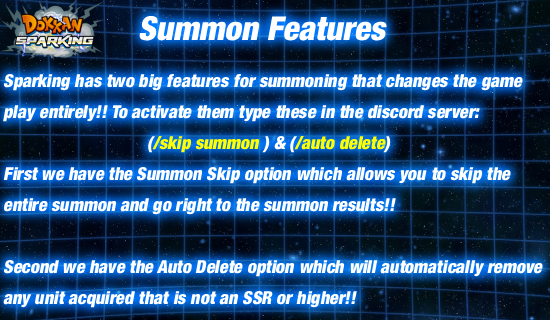 DOKKAN
SPARKING
Summon Features
Sparking has two big features for summoning that changes the game
play entirely!! To activate them type these in the discord server:
(/skip summon ) & (/auto delete)
First we have the Summon Skip option which allows you to skip the
entire summon and go right to the summon results!!
Second we have the Auto Delete option which will automatically remove
any unit acquired that is not an SSR or higher!!